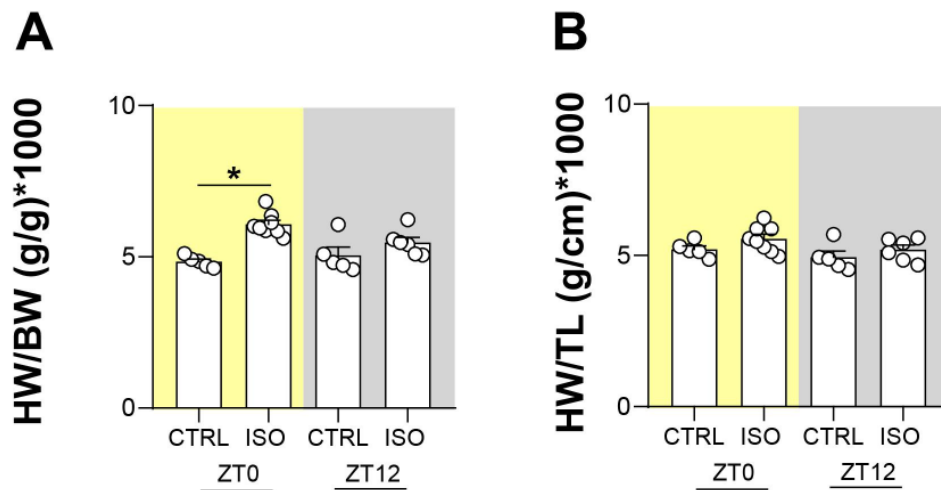 A
HW/BW (g/g)*1000
10
5
0
*
CTRL ISO CTRL ISO
ZT0 ZT12
B
HW/TL (g/cm)*1000
10
5
0
CTRL ISO CTRL ISO
ZT0 ZT12